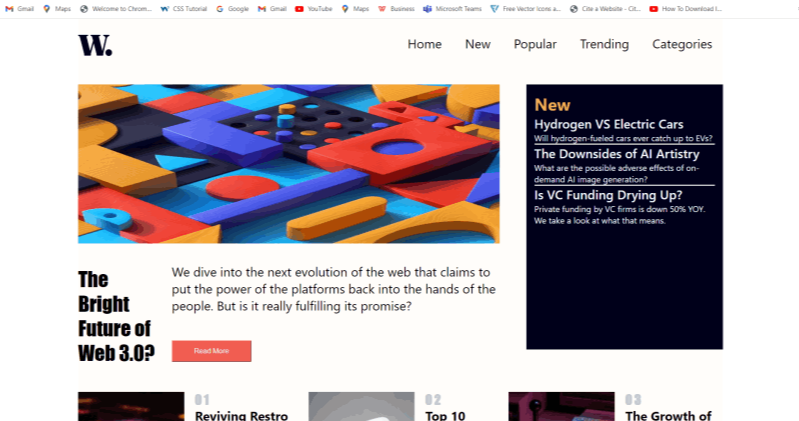 Gmail Maps Welcome to Chrom... CSS Tutorial Google Gmail YouTube Maps Business Microsoft Teams Free Vector Icons a... Cite a Website - Cit... How To Download I...
W.
Home New Popular Trending Categories
New
Hydrogen VS Electric Cars
Will hydrogen-fueled cars ever catch up to EVs?
The Downsides of AI Artistry
What are the possible adverse effects of on-
demand AI image generation?
Is VC Funding Drying Up?
Private funding by VC firms is down 50% YOY.
We take a look at what that means.
The
Bright
Future of
Web 3.0?
We dive into the next evolution of the web that claims to
put the power of the platforms back into the hands of the
people. But is it really fulfilling its promise?
Read More
01
Reviving Restro
02
Top 10
03
The Growth of